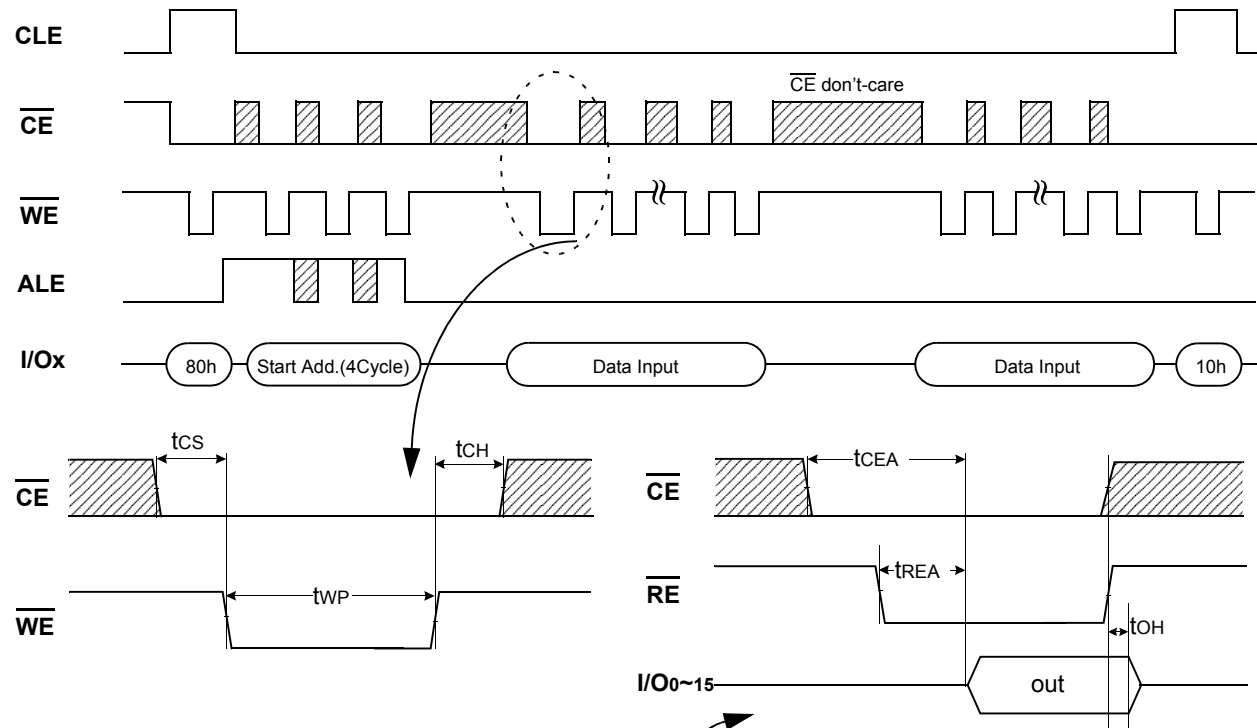 CLE
CE don't-care
CE
WE
ALE
I/Ox 80h Start Add.(4Cycle) Data Input Data Input 10h
tCS tCH
CE
tWP
WE
tCEA
CE
tREA
RE
tOH
I/O0~15 out